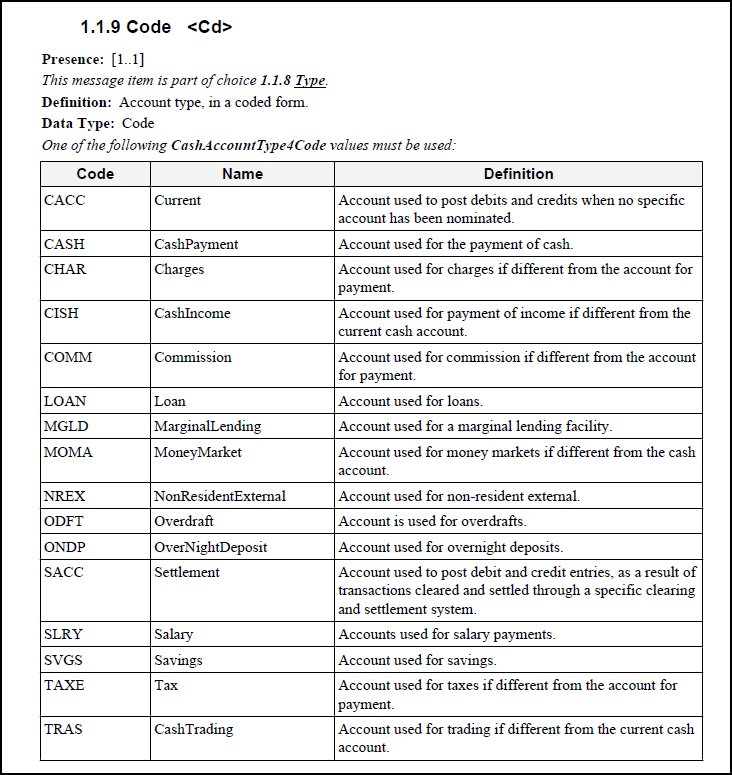 1.1.9 Code <Cd>
Presence: [1..1]
This message item is part of choice 1.1.8 Type.
Definition: Account type, in a coded form.
Data Type: Code
One of the following CashAccountType4Code values must be used:
Code Name Definition
CACC Current Account used to post debits and credits when no specific
account has been nominated.
CASH CashPayment Account used for the payment of cash.
CHAR Charges Account used for charges if different from the account for
payment.
CISH CashIncome Account used for payment of income if different from the
current cash account.
COMM Commission Account used for commission if different from the account
for payment.
LOAN Loan Account used for loans.
MGLD MarginalLending Account used for a marginal lending facility.
MOMA MoneyMarket Account used for money markets if different from the cash
account.
NREX NonResidentExternal Account used for non-resident external.
ODFT Overdraft Account is used for overdrafts.
ONDP OverNightDeposit Account used for overnight deposits.
SACC Settlement Account used to post debit and credit entries, as a result of
transactions cleared and settled through a specific clearing
and settlement system.
SLRY Salary Accounts used for salary payments.
SVGS Savings Account used for savings.
TAXE Tax Account used for taxes if different from the account for
payment.
TRAS CashTrading Account used for trading if different from the current cash
account.